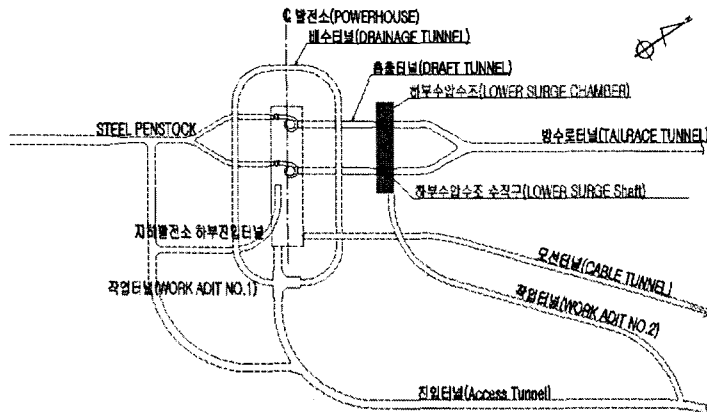 ℄ 발전소(POWERHOUSE)
배수터널(DRAINAGE TUNNEL)
흡출터널(DRAFT TUNNEL)
하부수압수조(LOWER SURGE CHAMBER)
STEEL PENSTOCK
방수로터널(TAILRACE TUNNEL)
하부수압수조 수직구(LOWER SURGE Shaft)
지하발전소 하부진입터널
모선터널(CABLE TUNNEL)
작업터널(WORK ADIT NO.1)
작업터널(WORK ADIT NO.2)
진입터널(Access Tunnel)